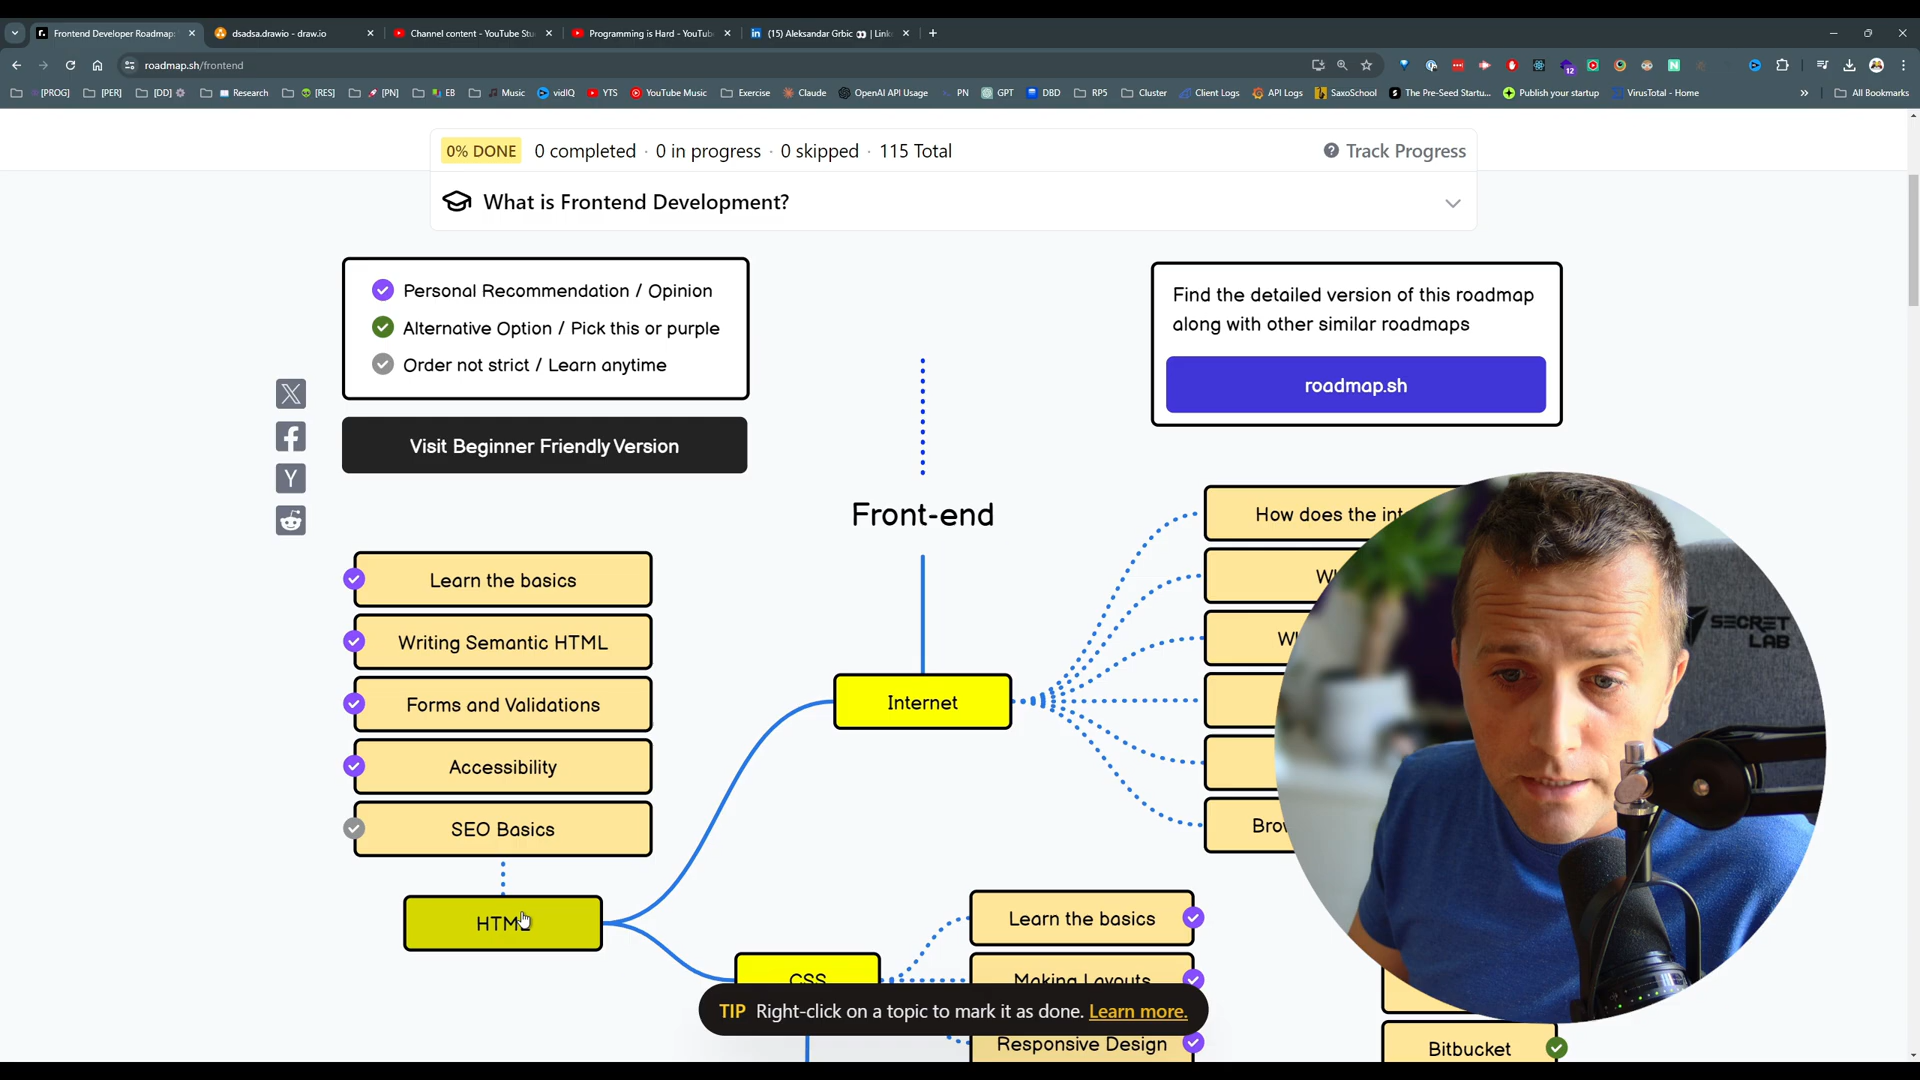 Frontend Developer Roadmap:
dsadsa.drawio - draw.io
Channel content - YouTube Stu
Programming is Hard - YouTub
(15) Aleksandar Grbic 👀 | Link
roadmap.sh/frontend
12
[PROG]
[PER]
[DD]
Research
[RES]
[PN]
EB
Music
vidIQ
YTS
YouTube Music
Exercise
Claude
OpenAI API Usage
PN
GPT
DBD
RP5
Cluster
Client Logs
API Logs
SaxoSchool
The Pre-Seed Startu...
Publish your startup
VirusTotal - Home
All Bookmarks
0% DONE 0 completed · 0 in progress · 0 skipped · 115 Total
Track Progress
What is Frontend Development?
Personal Recommendation / Opinion
Alternative Option / Pick this or purple
Order not strict / Learn anytime
Find the detailed version of this roadmap
along with other similar roadmaps
roadmap.sh
Visit Beginner Friendly Version
Front-end
How does the int
Learn the basics
Writing Semantic HTML
SECRET
LAB
Forms and Validations
Internet
Accessibility
SEO Basics
Brow
HTML
Learn the basics
CSS
Making Layouts
TIP Right-click on a topic to mark it as done. Learn more.
Responsive Design
Bitbucket